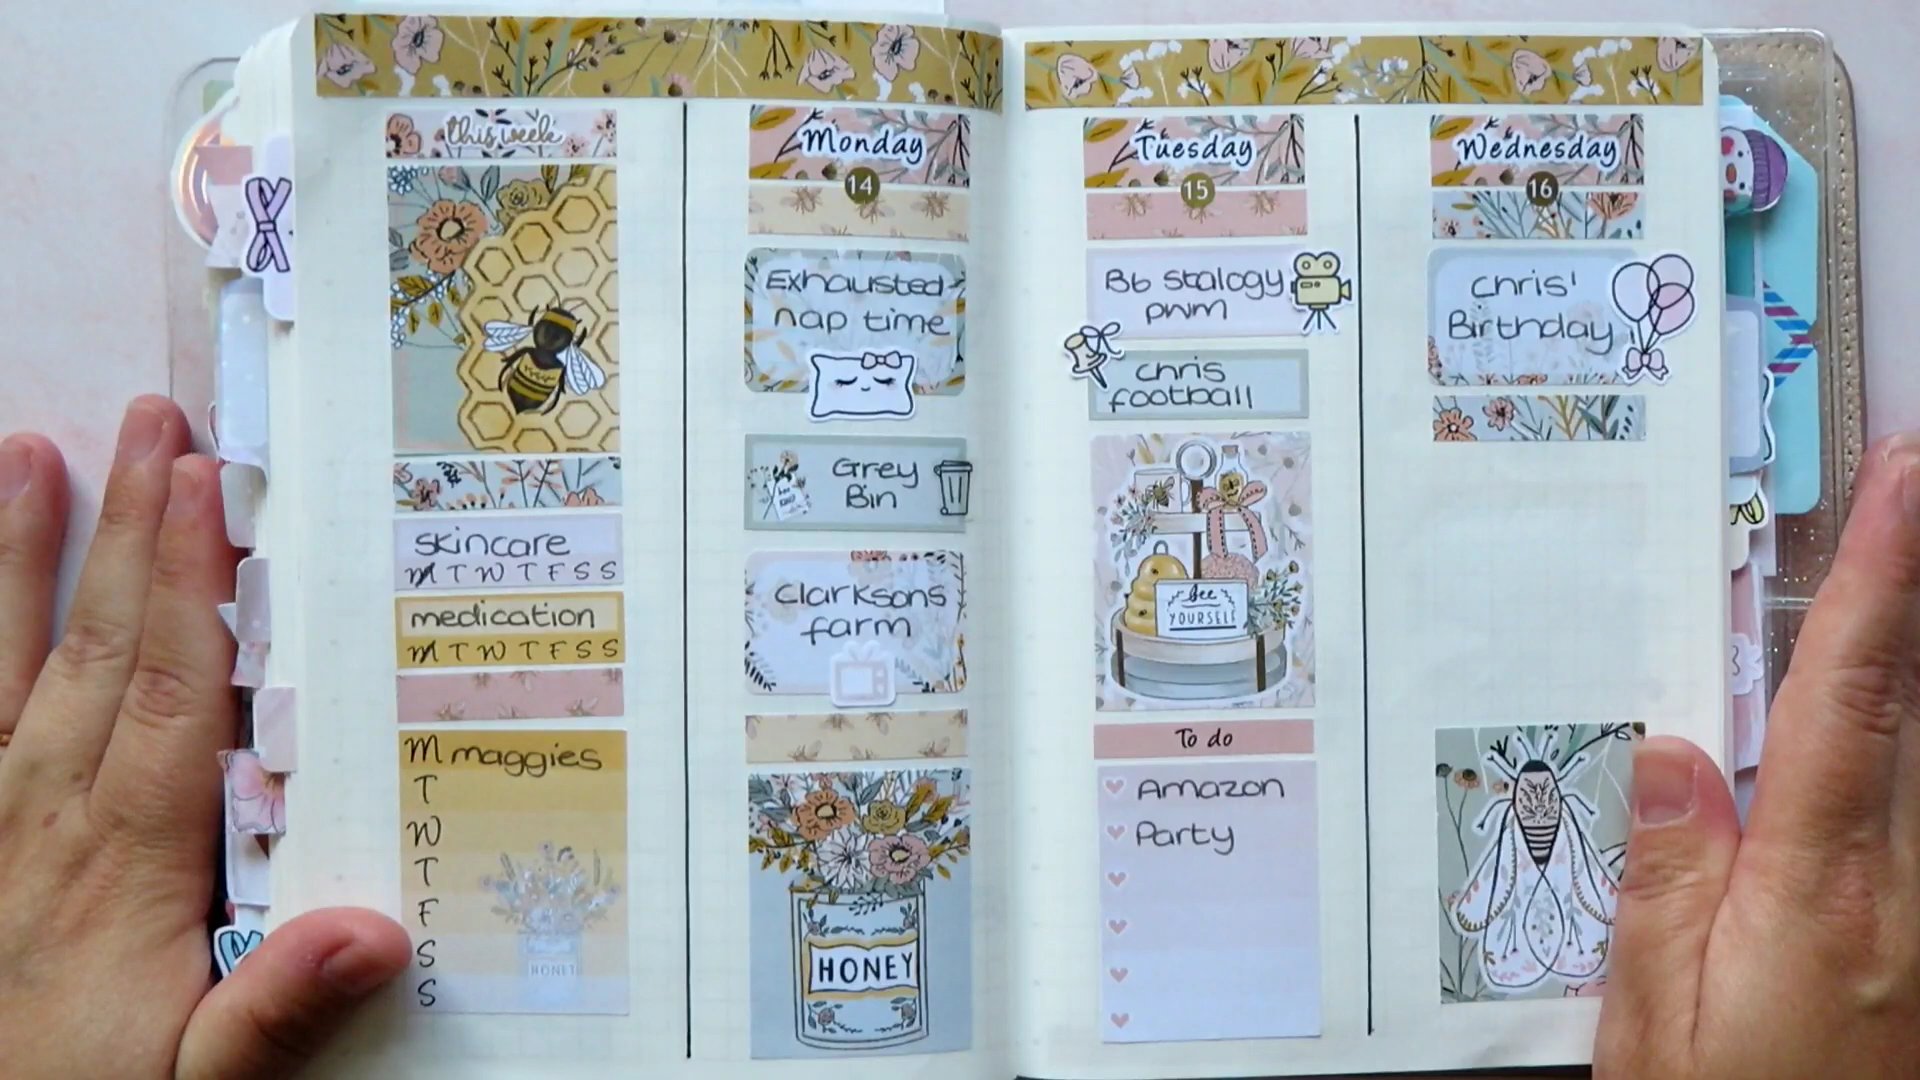 this week
skincare
M T W T F S S
medication
M T W T F S S
M maggies
T
W
T
F
S
S
HONEY
Monday
14
Exhausted
nap time
Grey
Bin
Clarksons
farm
HONEY
Tuesday
15
B6 stalogy
pwm
Chris
football
Bee
YOURSELF
To do
Amazon
Party
Wednesday
16
Chris'
Birthday
3